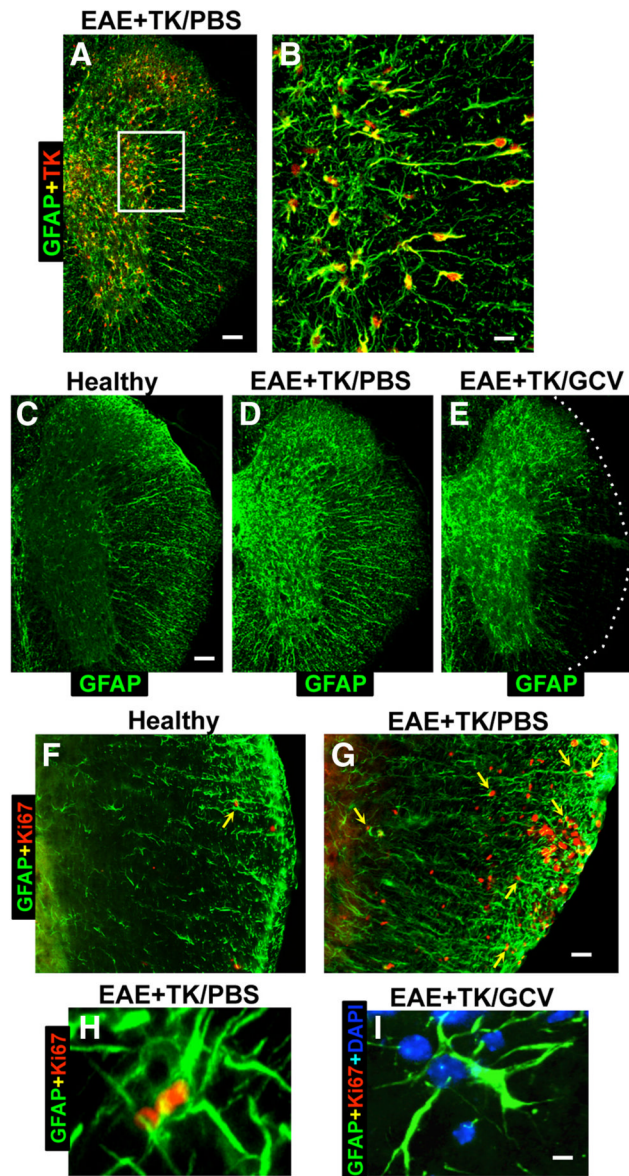 EAE+TK/PBS
A
B
GFAP+TK
Healthy
EAE+TK/PBS
EAE+TK/GCV
C
D
E
GFAP
GFAP
GFAP
Healthy
EAE+TK/PBS
F
G
GFAP+Ki67
EAE+TK/PBS
EAE+TK/GCV
H
I
GFAP+Ki67
GFAP+Ki67+DAPI